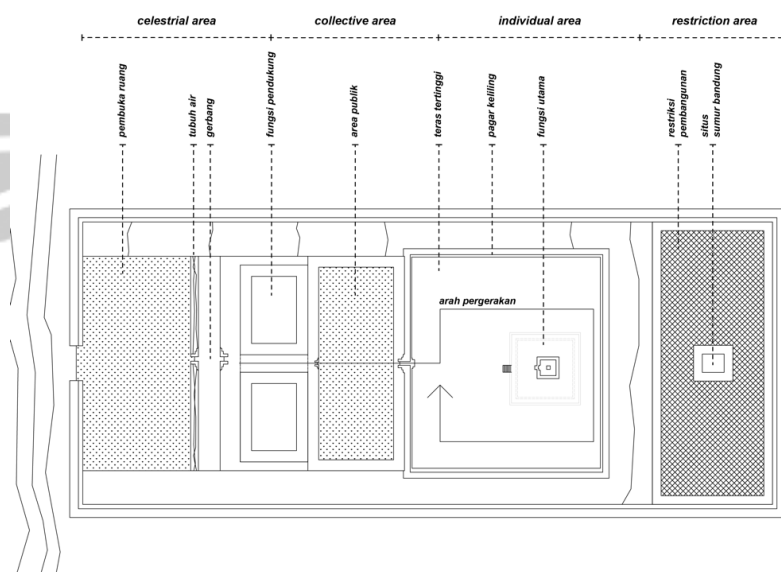 celestrial area
collective area
individual area
restriction area
pembuka ruang
tubuh air
gerbang
fungsi pendukung
area publik
teras tertinggi
pagar keliling
fungsi utama
restriksi
pembangunan
situs
sumur bandung
arah pergerakan